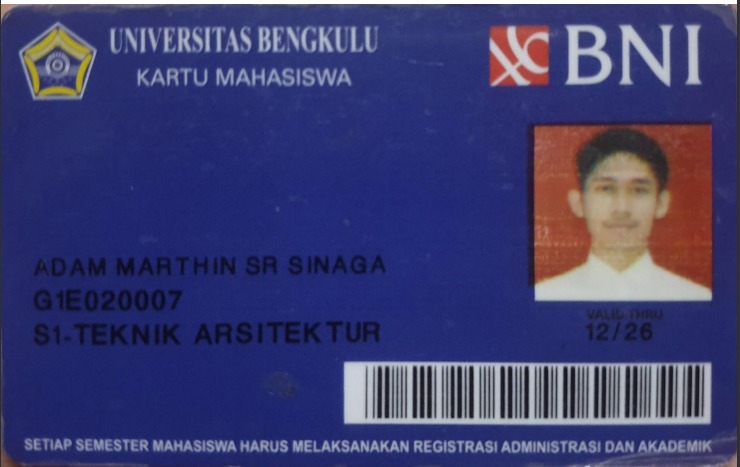 UNIVERSITAS BENGKULU
KARTU MAHASISWA
BNI
ADAM MARTHIN SR SINAGA
G1E020007
S1-TEKNIK ARSITEKTUR
VALID THRU
12/26
SETIAP SEMESTER MAHASISWA HARUS MELAKSANAKAN REGISTRASI ADMINISTRASI DAN AKADEMIK